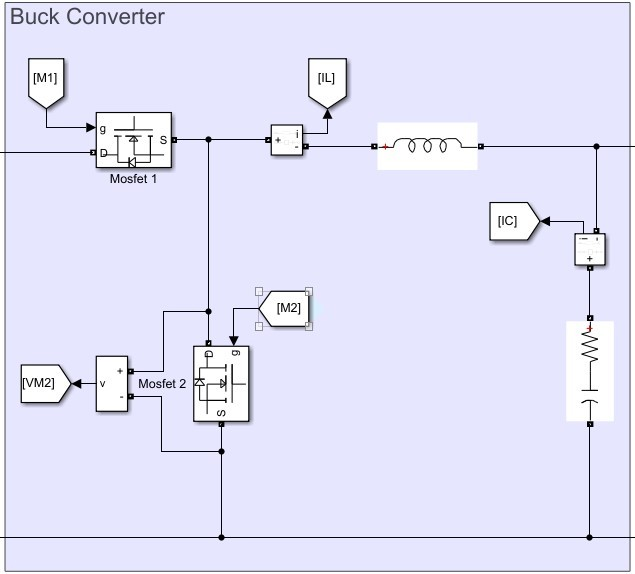 Buck Converter
[M1]
[IL]
g
D
S
Mosfet 1
+
i
-
+
[IC]
-
i
+
[M2]
D
g
S
Mosfet 2
[VM2]
v
+
-
+